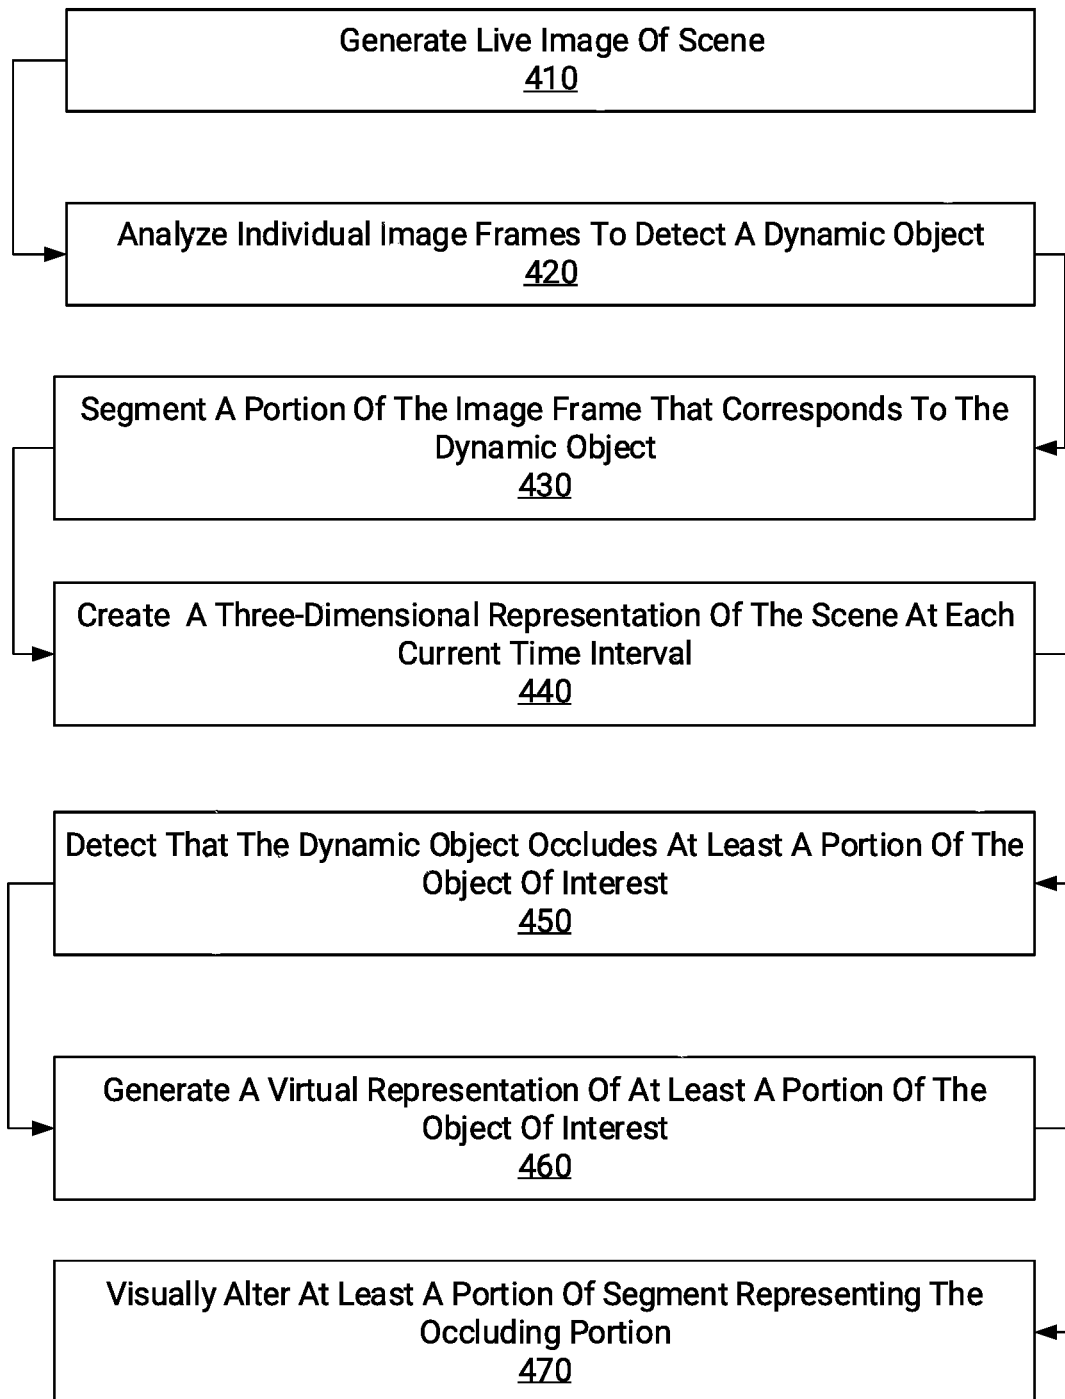 Generate Live Image Of Scene
410
Analyze Individual Image Frames To Detect A Dynamic Object
420
Segment A Portion Of The Image Frame That Corresponds To The
Dynamic Object
430
Create A Three-Dimensional Representation Of The Scene At Each
Current Time Interval
440
Detect That The Dynamic Object Occludes At Least A Portion Of The
Object Of Interest
450
Generate A Virtual Representation Of At Least A Portion Of The
Object Of Interest
460
Visually Alter At Least A Portion Of Segment Representing The
Occluding Portion
470